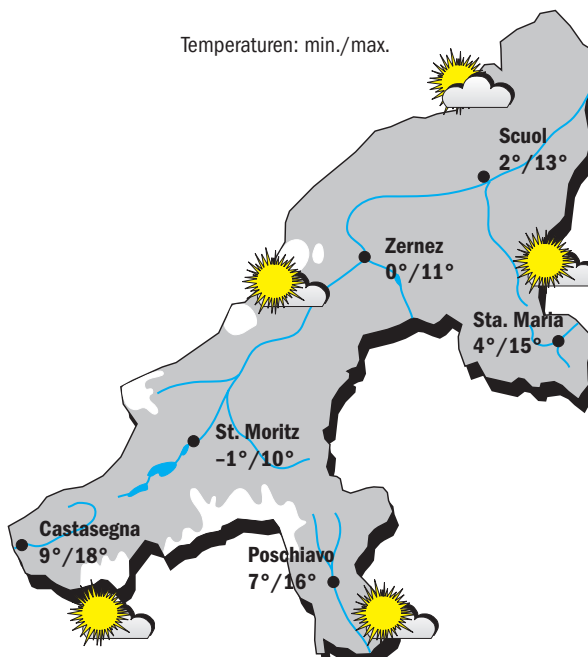 Temperaturen: min./max.
Scuol
2°/13°
Zernez
0°/11°
Sta. Maria
4°/15°
St. Moritz
–1°/10°
Castasegna
9°/18°
Poschiavo
7°/16°